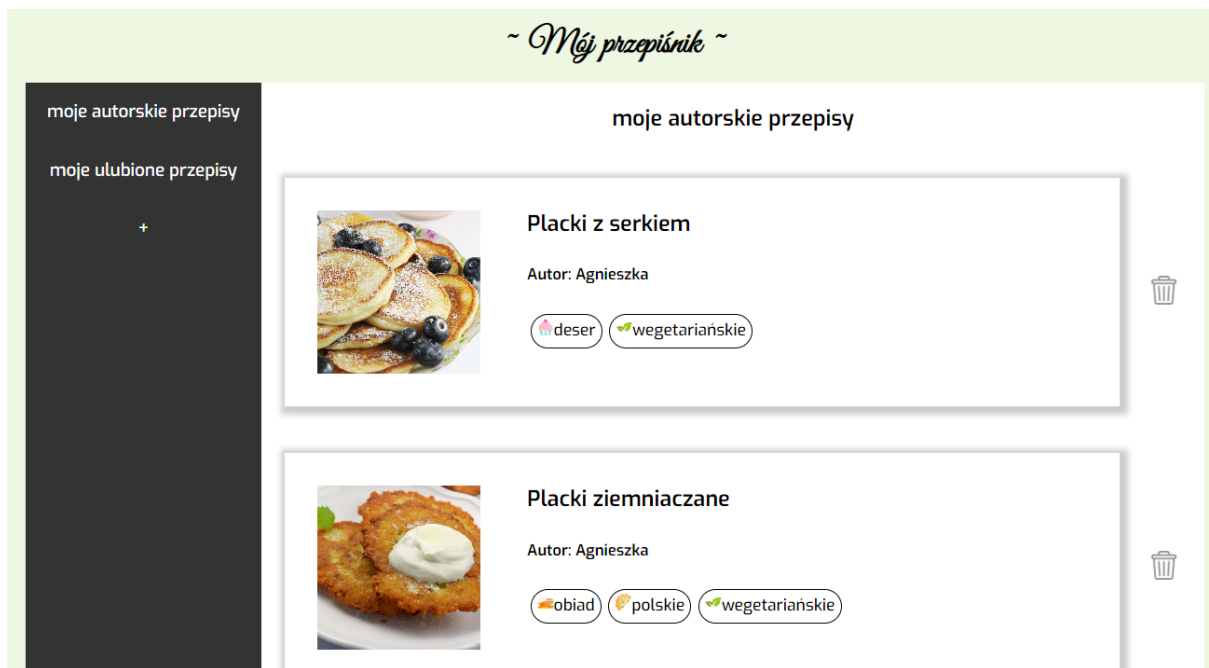 ~ Mój przepiśnik ~
moje autorskie przepisy
moje ulubione przepisy
+
moje autorskie przepisy
Placki z serkiem
Autor: Agnieszka
deser wegetariańskie
Placki ziemniaczane
Autor: Agnieszka
obiad polskie wegetariańskie